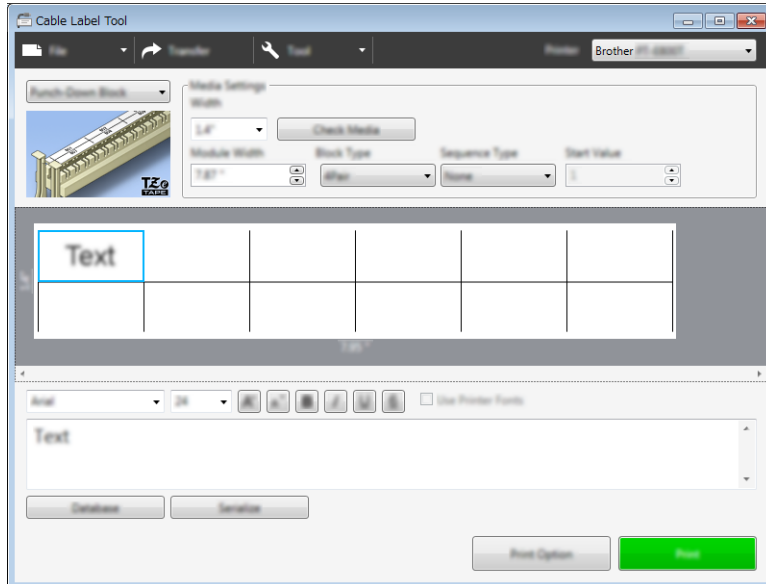 Cable Label Tool
File Transfer Tool Printer Brother
Punch-Down Block
Media Settings
Width
1.4" Check Media
Module Width Block Type Sequence Type Start Value
7.87 " 4Pair None 1
TZe
TAPE
Text
Arial 24 B I U Use Printer Fonts
Text
Database Serialize
Print Option Print